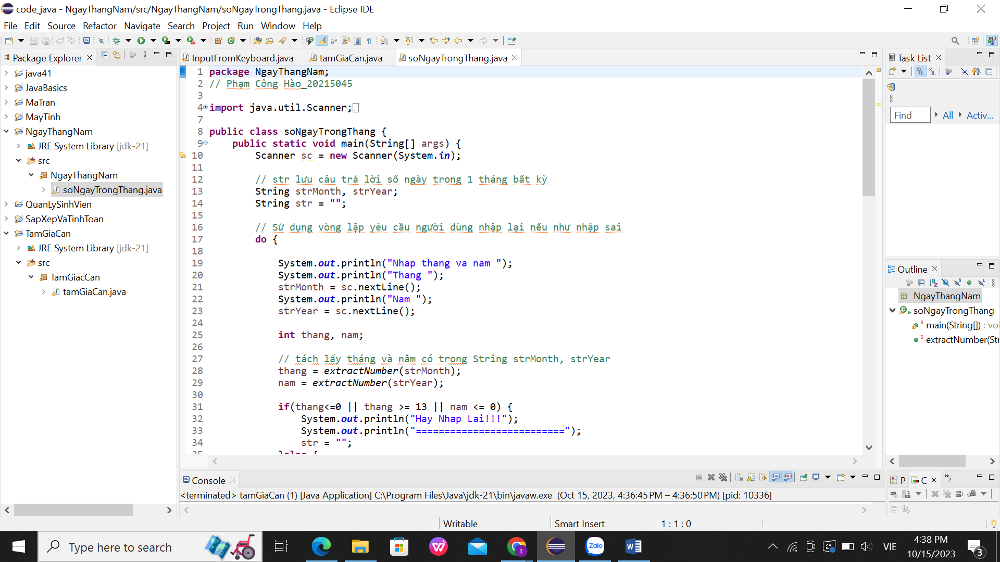 code_java - NgayThangNam/src/NgayThangNam/soNgayTrongThang.java - Eclipse IDE
File Edit Source Refactor Navigate Search Project Run Window Help
Package Explorer
java41
JavaBasics
MaTran
MayTinh
NgayThangNam
JRE System Library [jdk-21]
src
NgayThangNam
soNgayTrongThang.java
QuanLySinhVien
SapXepVaTinhToan
TamGiaCan
JRE System Library [jdk-21]
src
TamGiacCan
tamGiaCan.java
InputFromKeyboard.java tamGiaCan.java soNgayTrongThang.java
1 package NgayThangNam;
2 // Phạm Công Hào_20215045
3
4 import java.util.Scanner;
7
8 public class soNgayTrongThang {
9 public static void main(String[] args) {
10 Scanner sc = new Scanner(System.in);
11
12 // str lưu câu trả lời số ngày trong 1 tháng bất kỳ
13 String strMonth, strYear;
14 String str = "";
15
16 // Sử dụng vòng lặp yêu cầu người dùng nhập lại nếu như nhập sai
17 do {
18
19 System.out.println("Nhap thang va nam ");
20 System.out.println("Thang ");
21 strMonth = sc.nextLine();
22 System.out.println("Nam ");
23 strYear = sc.nextLine();
24
25 int thang, nam;
26
27 // tách lấy tháng và năm có trong String strMonth, strYear
28 thang = extractNumber(strMonth);
29 nam = extractNumber(strYear);
30
31 if(thang<=0 || thang >= 13 || nam <= 0) {
32 System.out.println("Hay Nhap Lai!!!");
33 System.out.println("==========================");
34 str = "";
35 }else {
Task List
Find All Activ...
Outline
NgayThangNam
soNgayTrongThang
main(String[]) : voi
extractNumber(Str
Console
<terminated> tamGiaCan (1) [Java Application] C:\Program Files\Java\jdk-21\bin\javaw.exe (Oct 15, 2023, 4:36:45 PM – 4:36:50 PM) [pid: 10336]
P C
2
Writable Smart Insert 1 : 1 : 0
Type here to search
Zalo
VIE
4:38 PM
10/15/2023
3